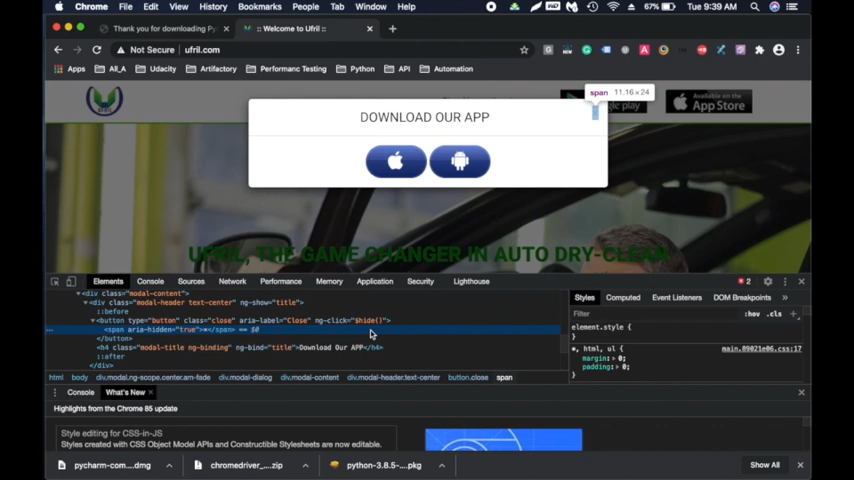 Chrome File Edit View History Bookmarks People Tab Window Help 67% Tue 9:39 AM
Thank you for downloading Py
:: Welcome to Ufril ::
Not Secure ufril.com
Apps All_A Udacity Artifactory Performanc Testing Python API Automation
span 11.16 × 24
play
Available on the
App Store
DOWNLOAD OUR APP
UFRIL, THE GAME CHANGER IN AUTO DRY-CLEAN
Elements Console Sources Network Performance Memory Application Security Lighthouse 2
<div class="modal-content">
<div class="modal-header text-center" ng-show="title">
::before
<button type="button" class="close" aria-label="Close" ng-click="$hide()">
<span aria-hidden="true">×</span> == $0
</button>
<h4 class="modal-title ng-binding" ng-bind="title">Download Our APP</h4>
::after
</div>
html body div.modal.ng-scope.center.am-fade div.modal-dialog div.modal-content div.modal-header.text-center button.close span
Styles Computed Event Listeners DOM Breakpoints »
Filter :hov .cls +
element.style {
}
*, html, ul { main.89021e06.css:17
margin: 0;
padding: 0;
}
Console What's New ×
Highlights from the Chrome 85 update
Style editing for CSS-in-JS
Styles created with CSS Object Model APIs and Constructible Stylesheets are now editable.
pycharm-com....dmg
chromedriver_....zip
python-3.8.5-....pkg
Show All